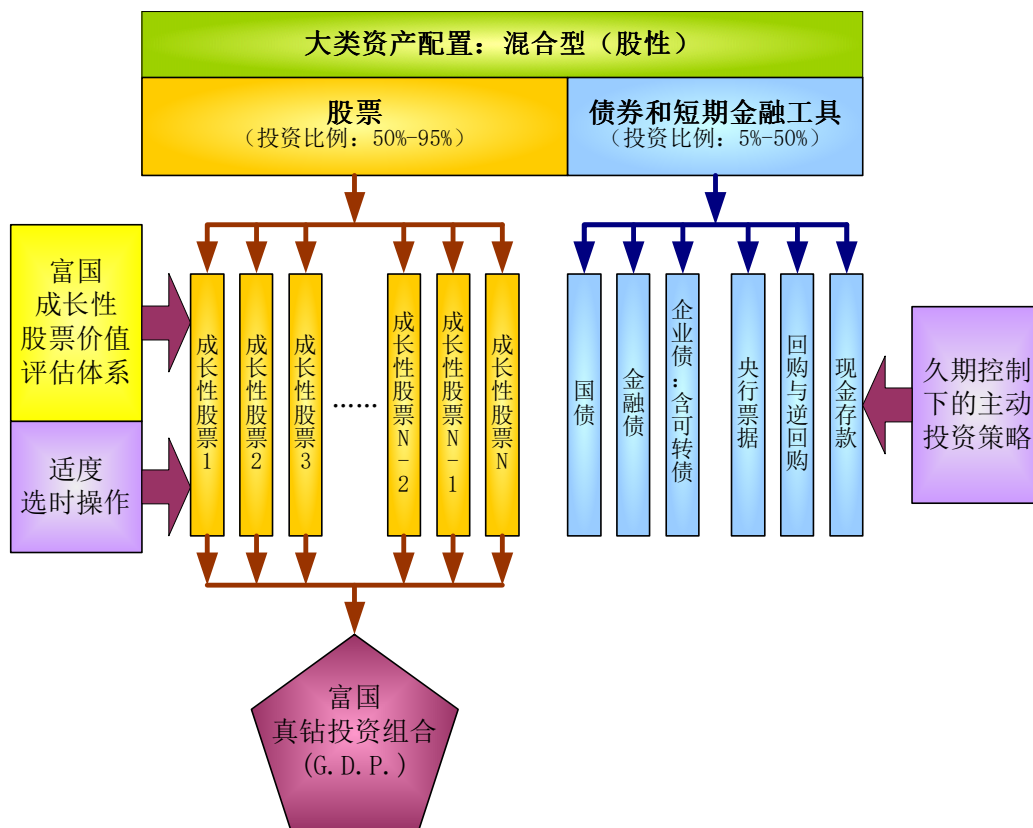 大类资产配置：混合型（股性）
股票
（投资比例：50%-95%）
债券和短期金融工具
（投资比例：5%-50%）
富国
成长性
股票价值
评估体系
适度
选时操作
成长性股票1
成长性股票2
成长性股票3
……
成长性股票N-2
成长性股票N-1
成长性股票N
国债
金融债
企业债：含可转债
央行票据
回购与逆回购
现金存款
久期控制
下的主动
投资策略
富国
真钻投资组合
(G.D.P.)